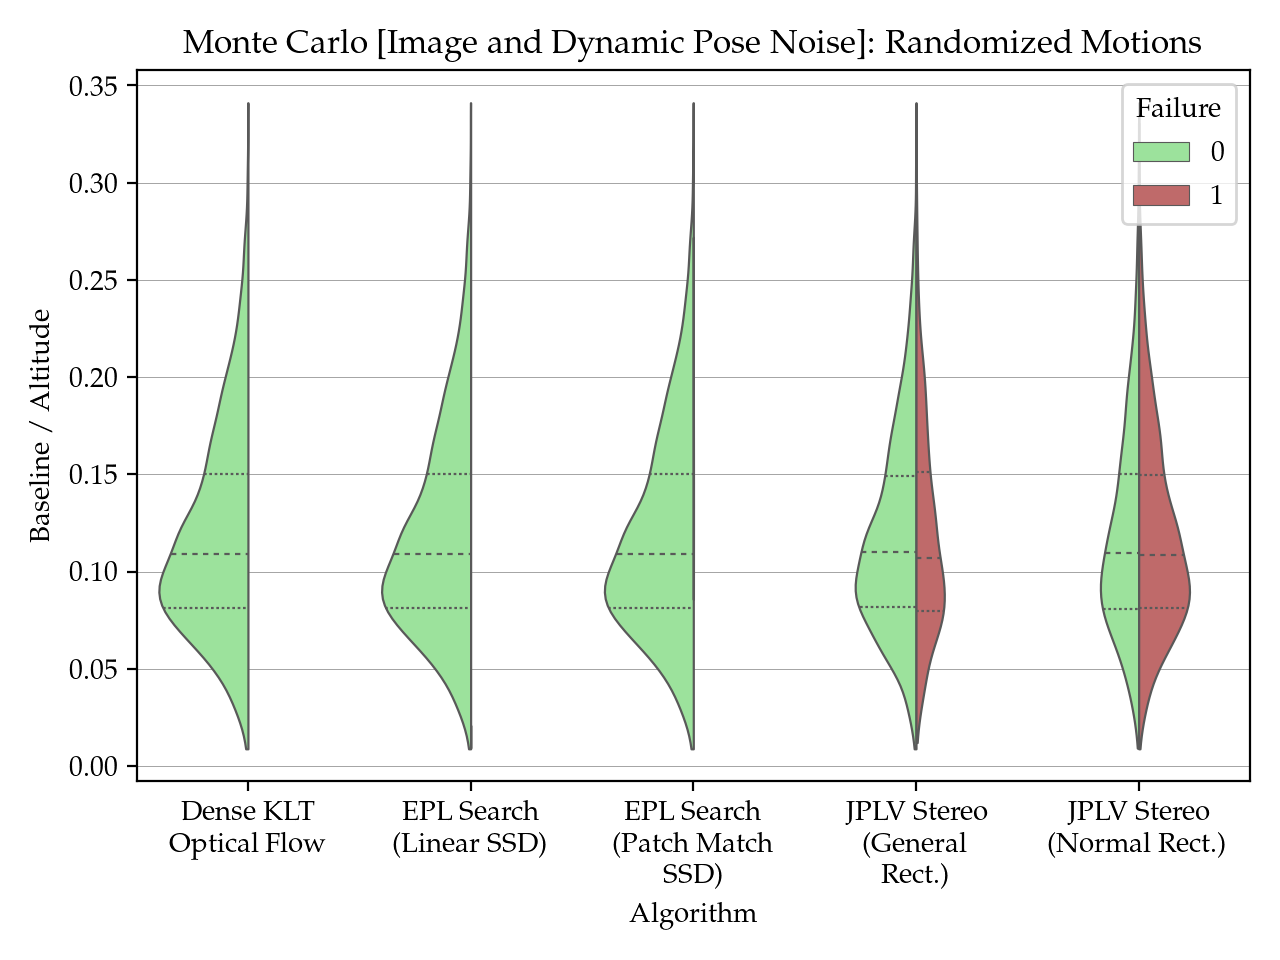 Monte Carlo [Image and Dynamic Pose Noise]: Randomized Motions
Failure
0
1
0.35
0.30
0.25
0.20
0.15
0.10
0.05
0.00
Baseline / Altitude
Dense KLT
Optical Flow
EPL Search
(Linear SSD)
EPL Search
(Patch Match
SSD)
JPLV Stereo
(General
Rect.)
JPLV Stereo
(Normal Rect.)
Algorithm